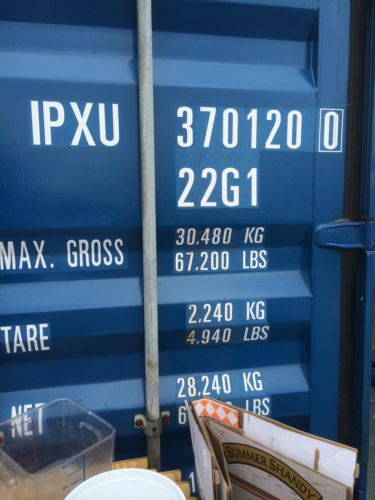 IPXU 370120 0
22G1
MAX. GROSS 30.480 KG
67.200 LBS
TARE 2.240 KG
4.940 LBS
NET 28.240 KG
LBS
SUMMER SHANDY